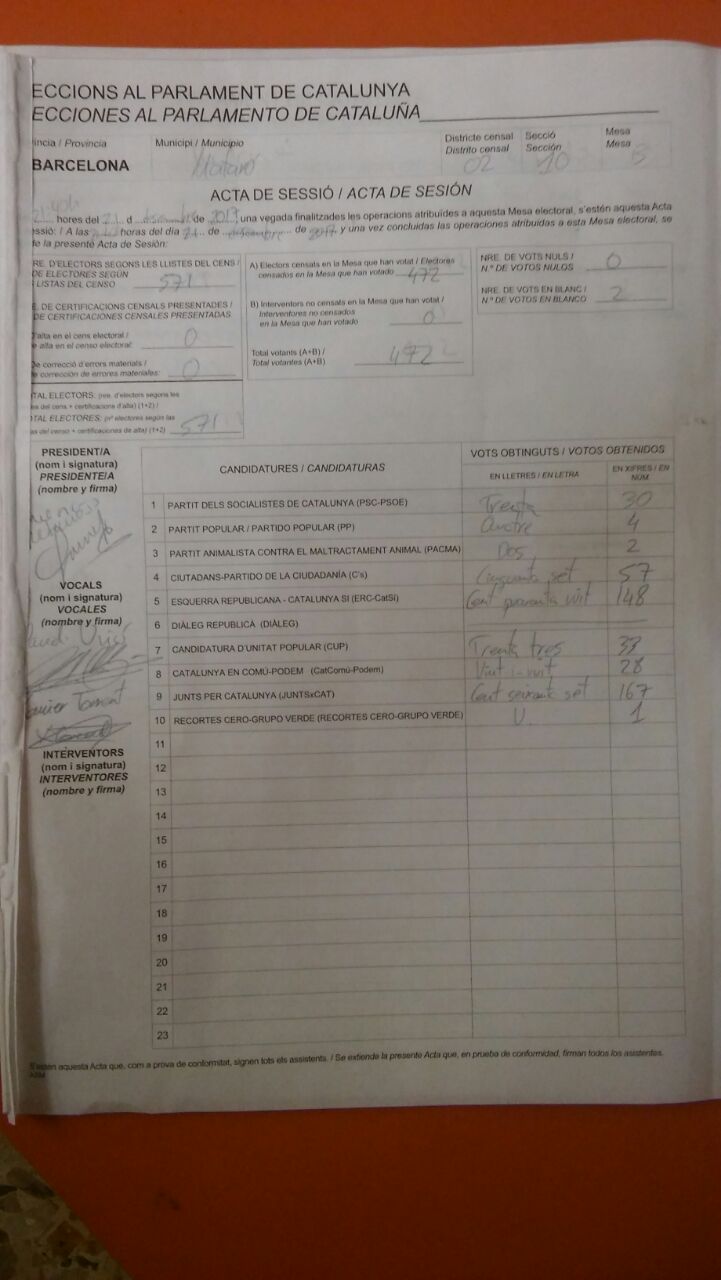 ECCIONS AL PARLAMENT DE CATALUNYA
ECCIONES AL PARLAMENTO DE CATALUÑA
íncia / Provincia
Municipi / Municipio
Districte censal
Distrito censal
Secció
Sección
Mesa
Mesa
BARCELONA
Mataró
02
10
B
ACTA DE SESSIÓ / ACTA DE SESIÓN
hores del 21 d desembre de 2017, una vegada finalitzades les operacions atribuïdes a aquesta Mesa electoral, s'estén aquesta Acta
ssió: / A las horas del día 21 de de 2017 y una vez concluidas las operaciones atribuidas a esta Mesa electoral, se
de la presente Acta de Sesión:
RE. D'ELECTORS SEGONS LES LLISTES DEL CENS /
DE ELECTORES SEGÚN
LISTAS DEL CENSO 571
E. DE CERTIFICACIONS CENSALS PRESENTADES /
DE CERTIFICACIONES CENSALES PRESENTADAS
'alta en el cens electoral /
e alta en el censo electoral: 0
de correcció d'errors materials /
e corrección de errores materiales: 0
TAL ELECTORS: (nre. d'electors segons les
es del cens + certificacions d'alta) (1+2) /
TAL ELECTORES: (nº electores según las
as del censo + certificaciones de alta) (1+2) 571
A) Electors censats en la Mesa que han votat / Electores
censados en la Mesa que han votado 472
B) Interventors no censats en la Mesa que han votat /
Interventores no censados
en la Mesa que han votado 0
Total votants (A+B) /
Total votantes (A+B) 472
NRE. DE VOTS NULS /
N.º DE VOTOS NULOS 0
NRE. DE VOTS EN BLANC /
N.º DE VOTOS EN BLANCO 2
PRESIDENT/A
(nom i signatura)
PRESIDENTE/A
(nombre y firma)
VOCALS
(nom i signatura)
VOCALES
(nombre y firma)
avier Torrent
INTERVENTORS
(nom i signatura)
INTERVENTORES
(nombre y firma)
CANDIDATURES / CANDIDATURAS
VOTS OBTINGUTS / VOTOS OBTENIDOS
EN LLETRES / EN LETRA
EN XIFRES / EN NÚM.
1 PARTIT DELS SOCIALISTES DE CATALUNYA (PSC-PSOE) Trenta 30
2 PARTIT POPULAR / PARTIDO POPULAR (PP) Quatre 4
3 PARTIT ANIMALISTA CONTRA EL MALTRACTAMENT ANIMAL (PACMA) Dos 2
4 CIUTADANS-PARTIDO DE LA CIUDADANÍA (C's) Cinquanta set 57
5 ESQUERRA REPUBLICANA - CATALUNYA SÍ (ERC-CatSí) Cent quaranta vuit 148
6 DIÀLEG REPUBLICÀ (DIÀLEG)
7 CANDIDATURA D'UNITAT POPULAR (CUP) Trenta tres 33
8 CATALUNYA EN COMÚ-PODEM (CatComú-Podem) Vint-i-vuit 28
9 JUNTS PER CATALUNYA (JUNTSxCAT) Cent seixanta set 167
10 RECORTES CERO-GRUPO VERDE (RECORTES CERO-GRUPO VERDE) U 1
11
12
13
14
15
16
17
18
19
20
21
22
23
S'estén aquesta Acta que, com a prova de conformitat, signen tots els assistents. / Se extiende la presente Acta que, en prueba de conformidad, firman todos los asistentes.